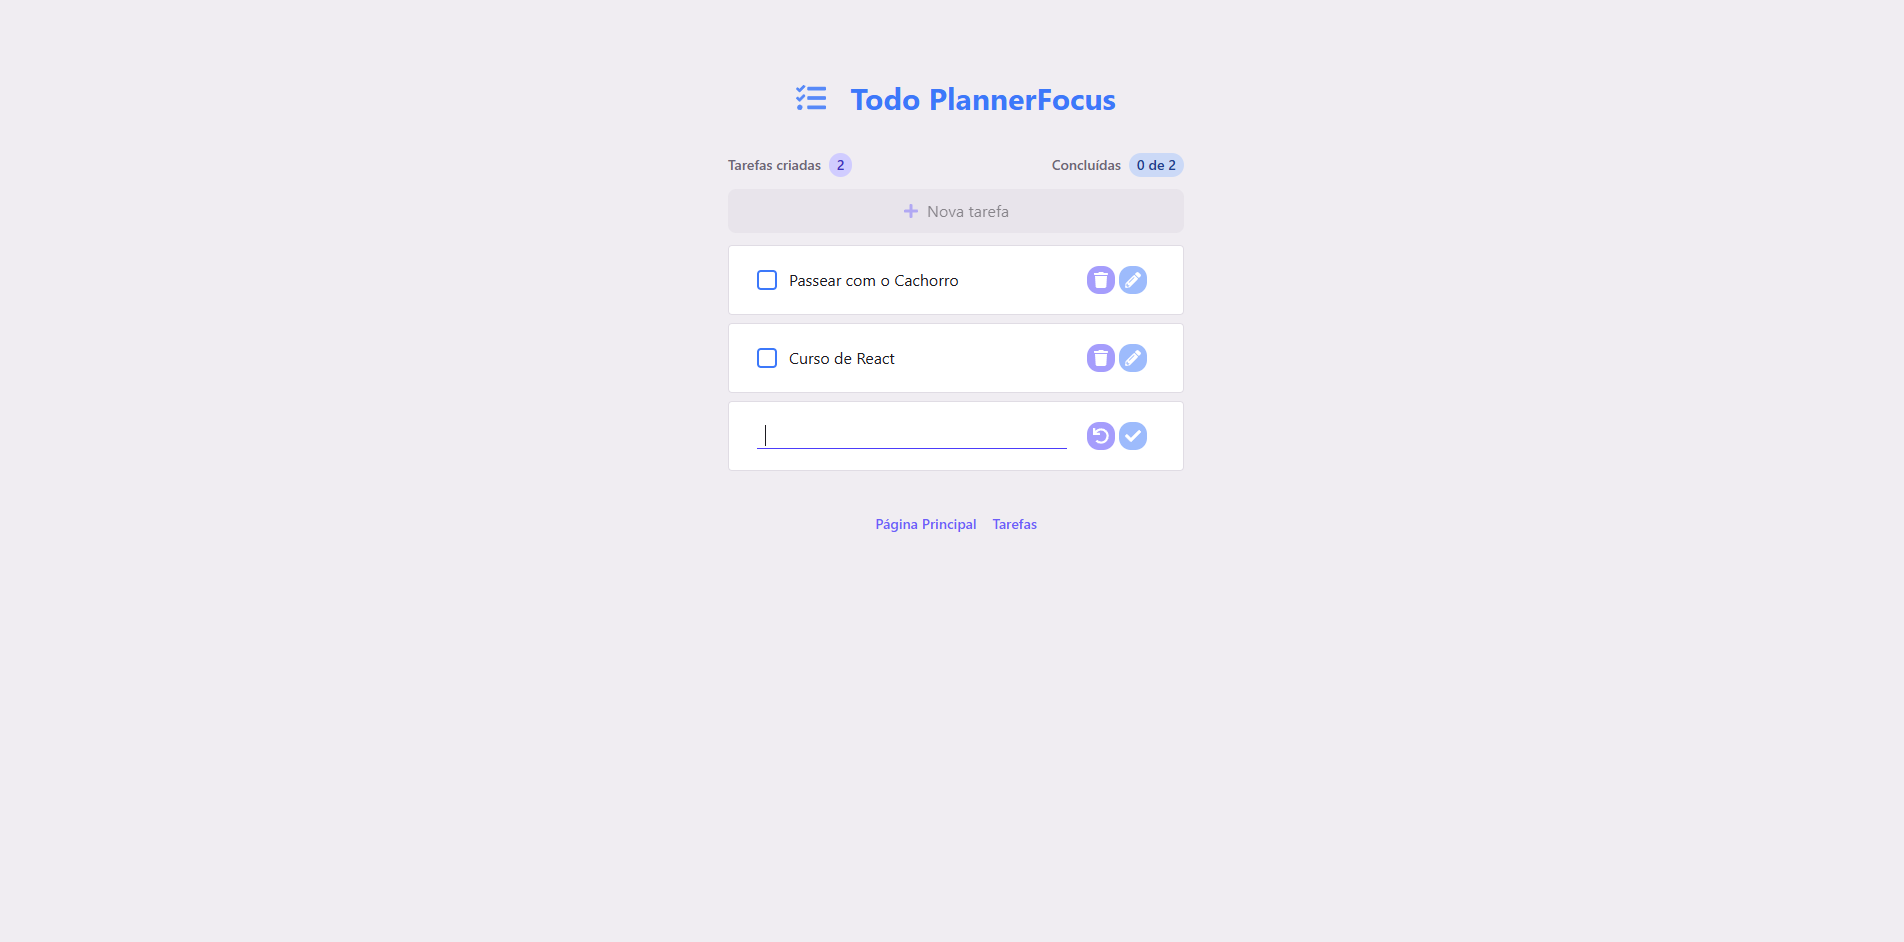 Todo PlannerFocus
Tarefas criadas 2 Concluídas 0 de 2
Nova tarefa
Passear com o Cachorro
Curso de React
Página Principal Tarefas